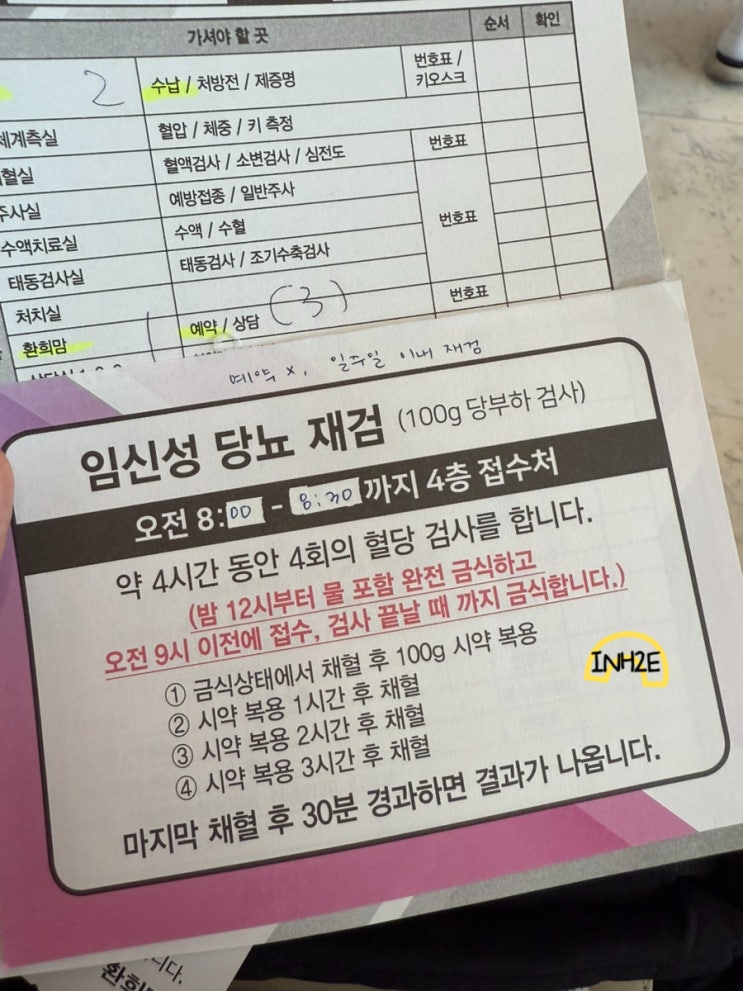 가셔야 할 곳 순서 확인
2 수납 / 처방전 / 제증명 번호표 / 키오스크
체계측실 혈압 / 체중 / 키 측정
혈실 혈액검사 / 소변검사 / 심전도 번호표
주사실 예방접종 / 일반주사
수액치료실 수액 / 수혈 번호표
태동검사실 태동검사 / 조기수축검사
처치실
환희맘 예약 / 상담 (3) 번호표
예약 x, 일주일 이내 재검
임신성 당뇨 재검 (100g 당부하 검사)
오전 8:00 - 8:30 까지 4층 접수처
약 4시간 동안 4회의 혈당 검사를 합니다.
(밤 12시부터 물 포함 완전 금식하고
오전 9시 이전에 접수, 검사 끝날 때 까지 금식합니다.)
① 금식상태에서 채혈 후 100g 시약 복용
② 시약 복용 1시간 후 채혈
③ 시약 복용 2시간 후 채혈
④ 시약 복용 3시간 후 채혈
INH2E
마지막 채혈 후 30분 경과하면 결과가 나옵니다.
니다.